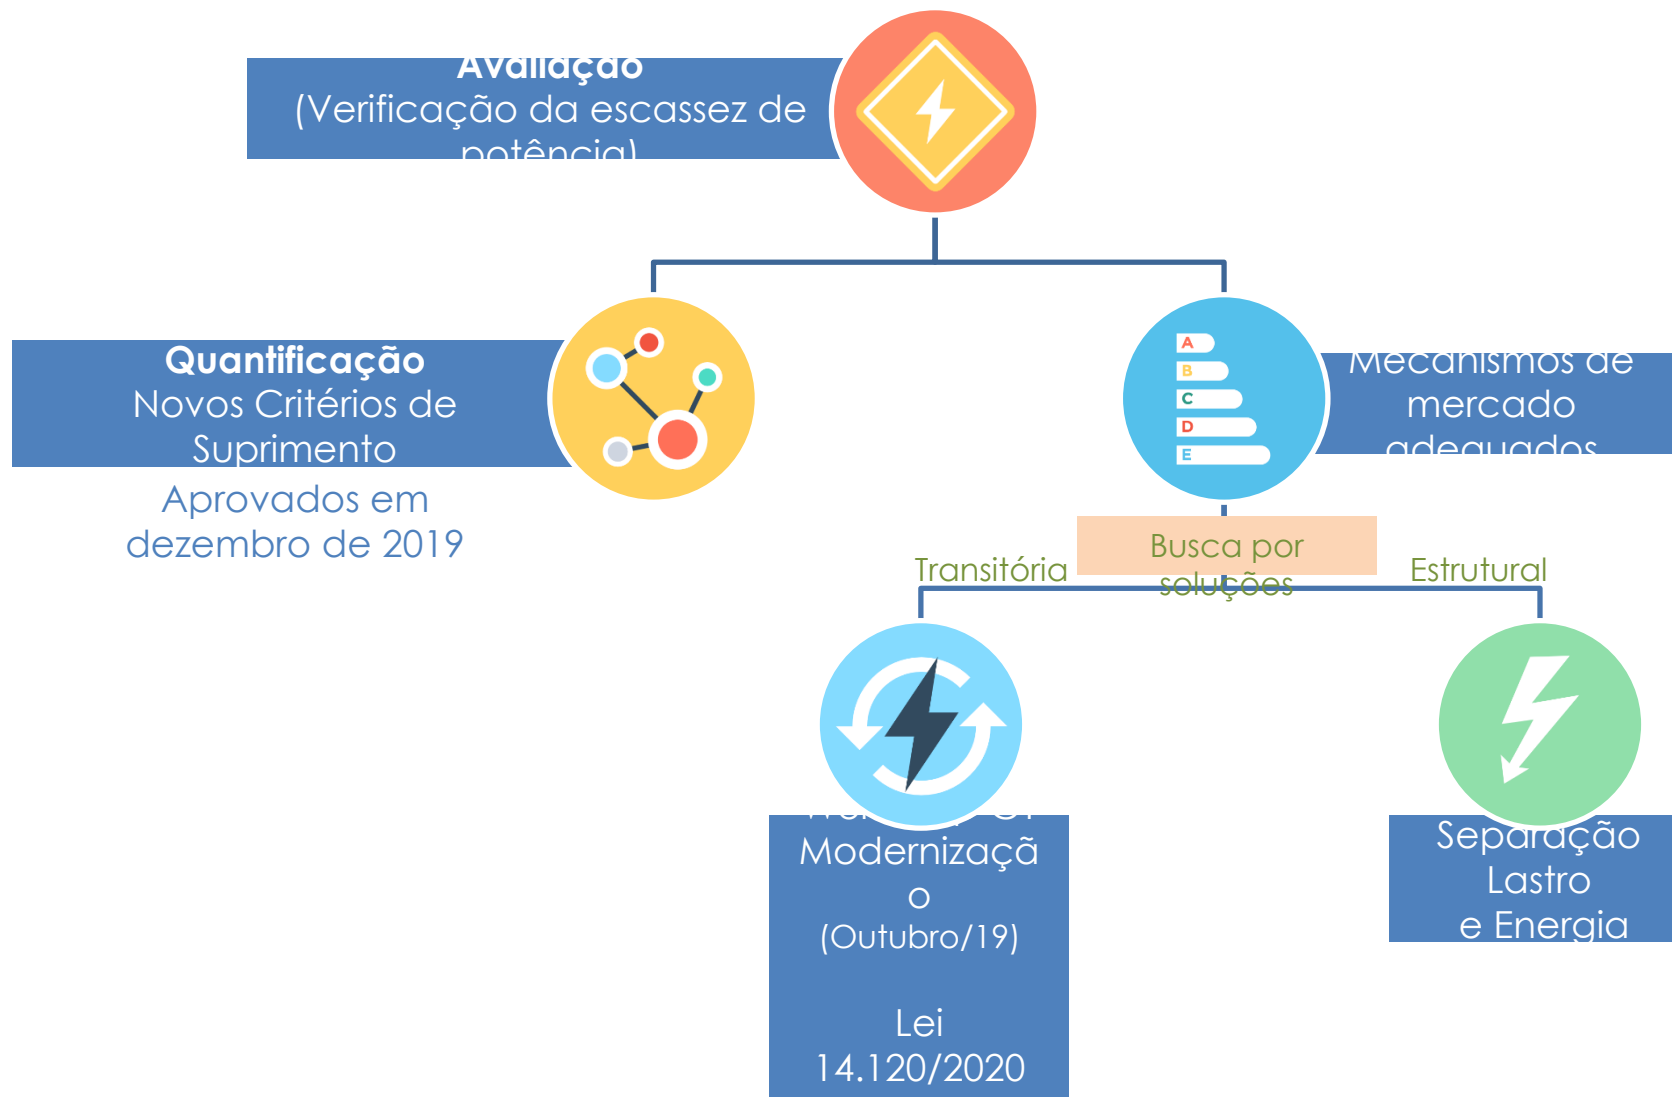 Avaliação
(Verificação da escassez de
potência)
Quantificação
Novos Critérios de
Suprimento
Aprovados em
dezembro de 2019
A
B
C
D
E
Mecanismos de
mercado
adequados
Busca por
soluções
Transitória
Estrutural
Modernizaçã
o
(Outubro/19)
Lei
14.120/2020
Separação
Lastro
e Energia